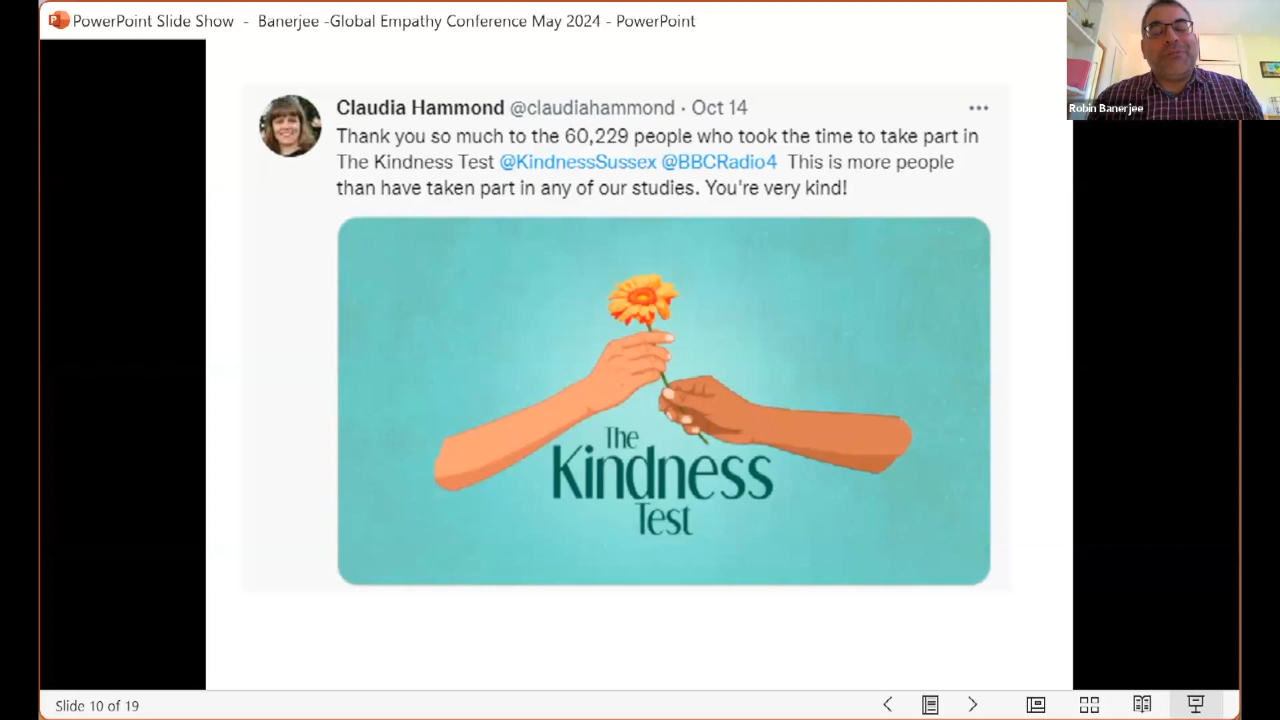 PowerPoint Slide Show - Banerjee -Global Empathy Conference May 2024 - PowerPoint
Robin Banerjee
Claudia Hammond @claudiahammond · Oct 14
Thank you so much to the 60,229 people who took the time to take part in
The Kindness Test @KindnessSussex @BBCRadio4 This is more people
than have taken part in any of our studies. You're very kind!
The
Kindness
Test
Slide 10 of 19